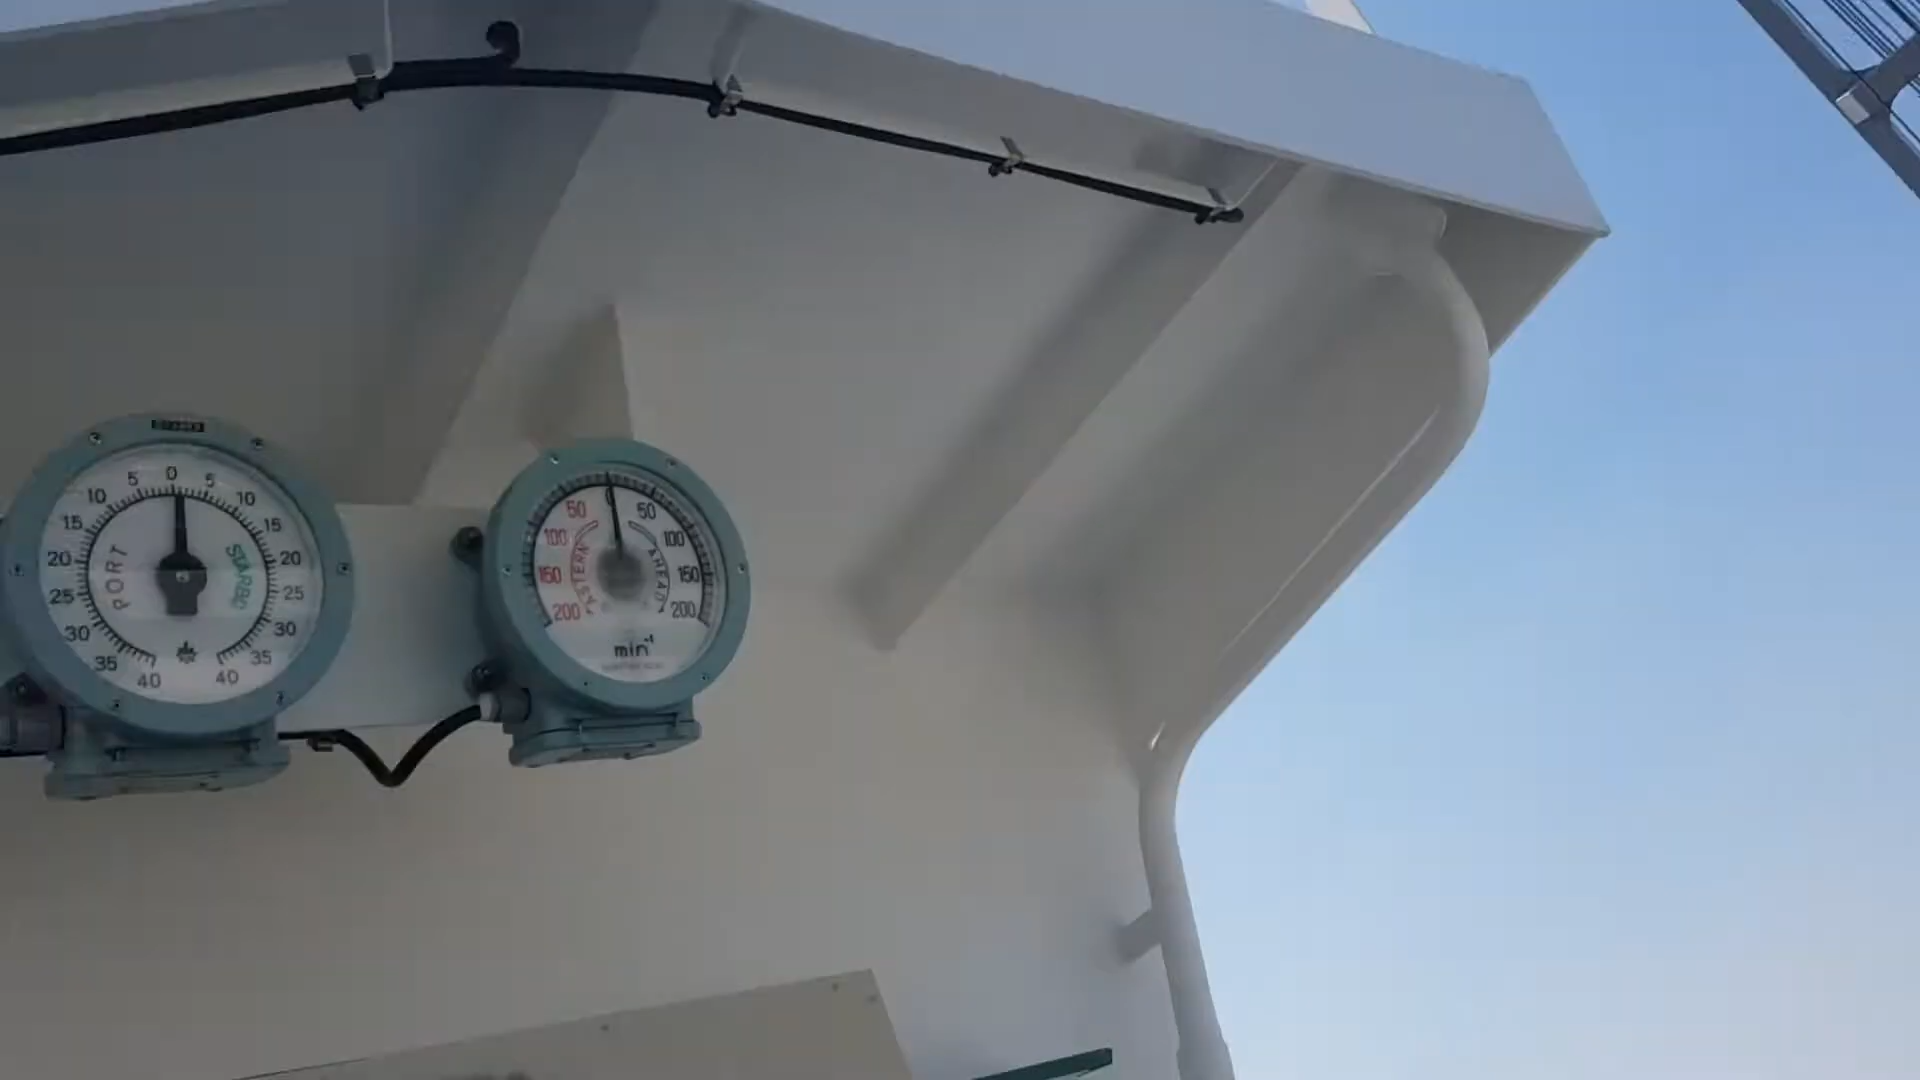 0
5 5
10 10
15 15
20 20
25 25
30 30
35 35
40 40
PORT
STARBD
0
50 50
100 100
150 150
200 200
ASTERN
AHEAD
min⁻¹